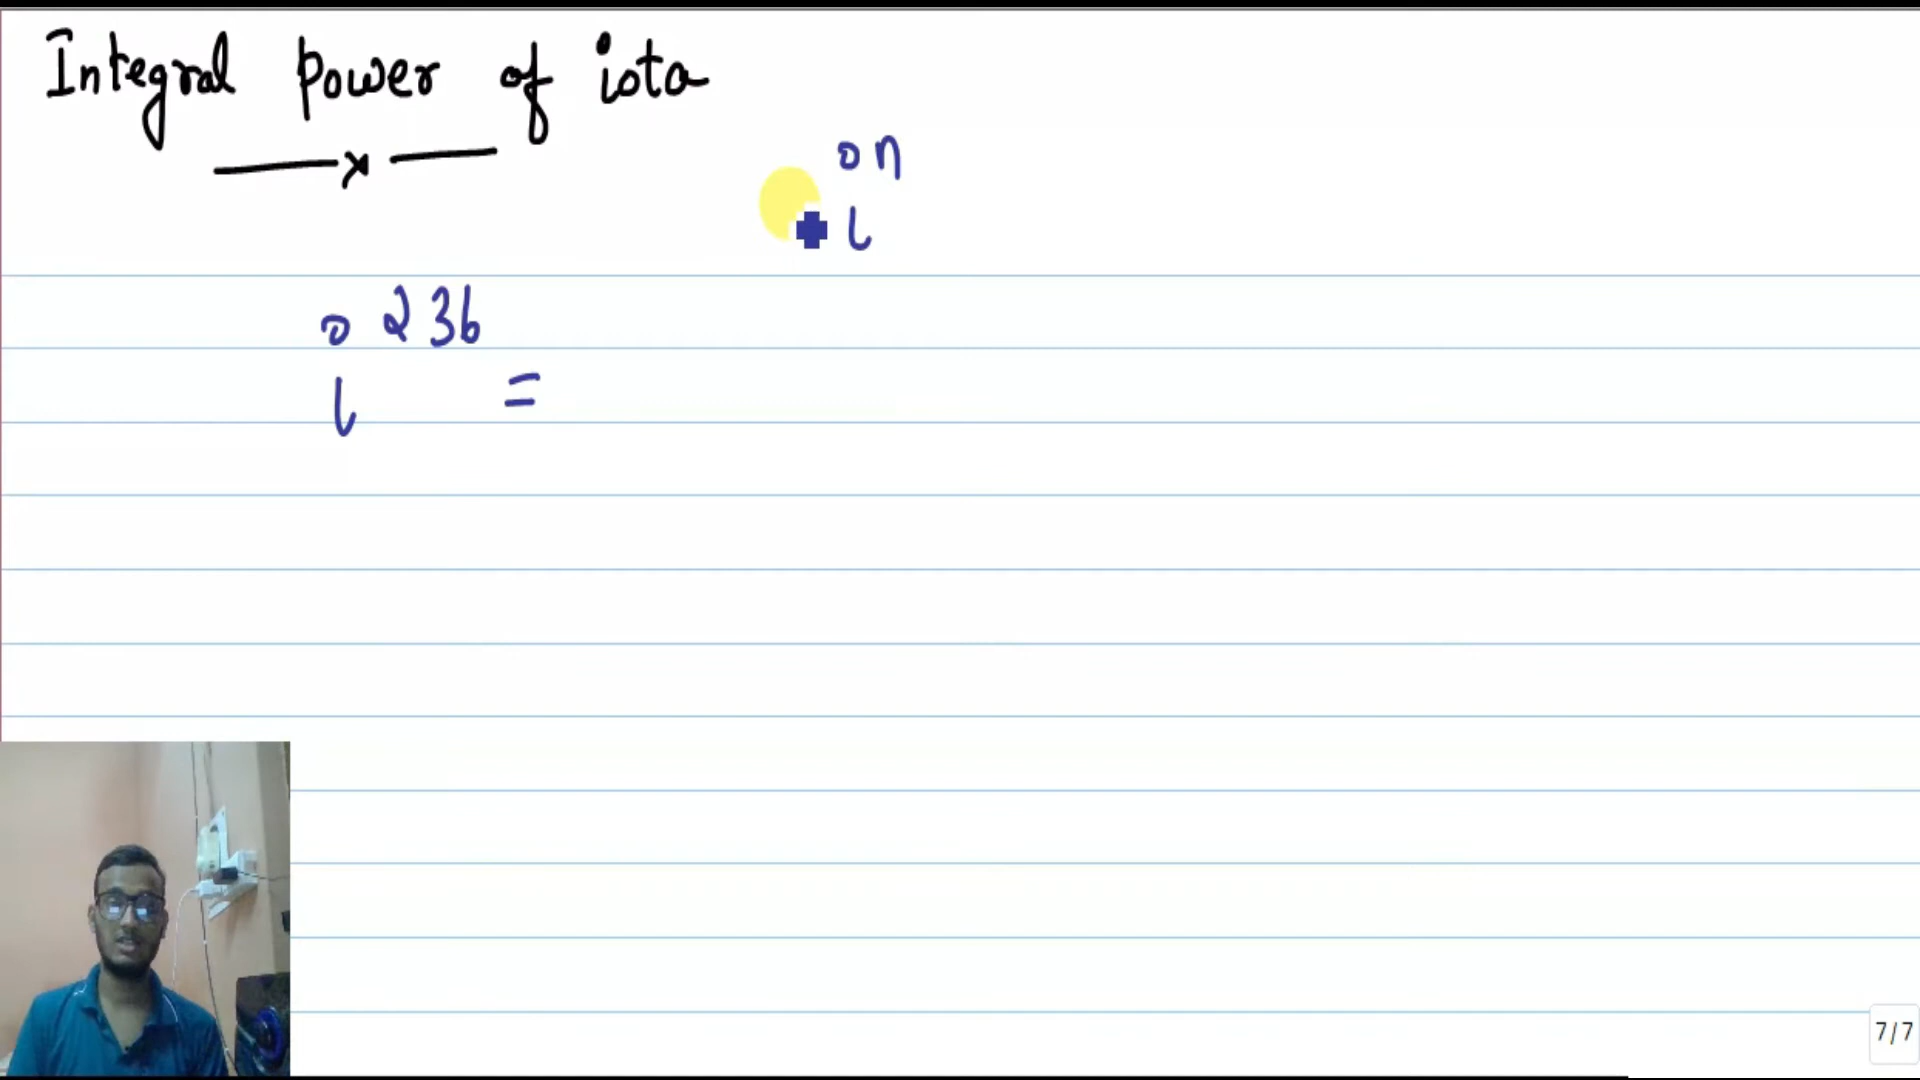 Integral Power of iota
—x—
i^n
i^236 =
7/7